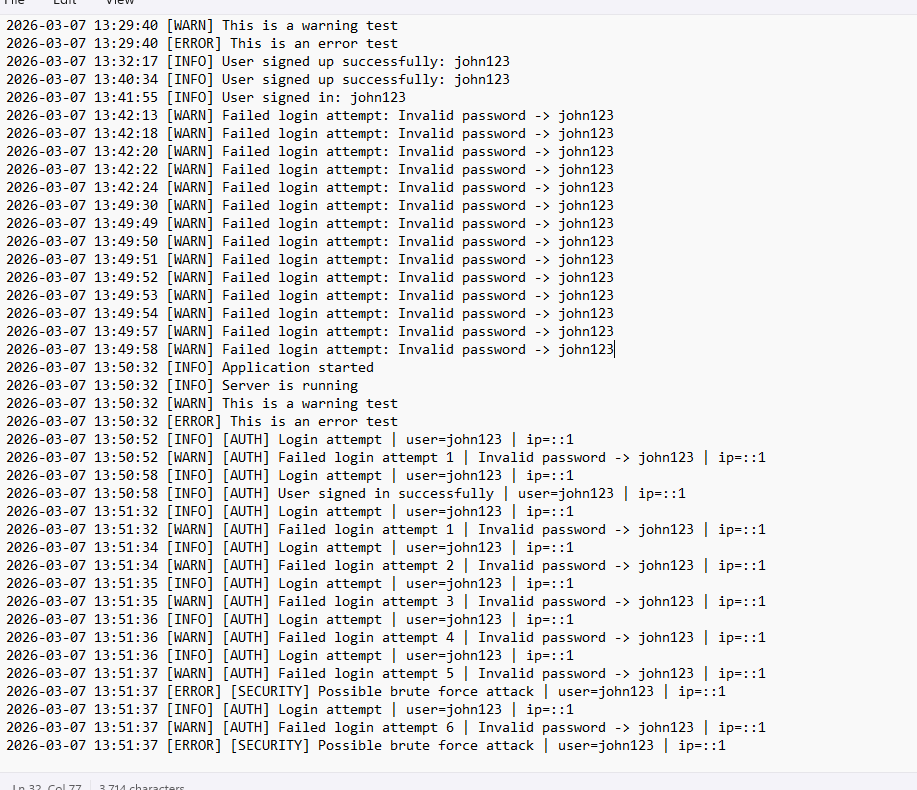 File Edit View
2026-03-07 13:29:40 [WARN] This is a warning test
2026-03-07 13:29:40 [ERROR] This is an error test
2026-03-07 13:32:17 [INFO] User signed up successfully: john123
2026-03-07 13:40:34 [INFO] User signed up successfully: john123
2026-03-07 13:41:55 [INFO] User signed in: john123
2026-03-07 13:42:13 [WARN] Failed login attempt: Invalid password -> john123
2026-03-07 13:42:18 [WARN] Failed login attempt: Invalid password -> john123
2026-03-07 13:42:20 [WARN] Failed login attempt: Invalid password -> john123
2026-03-07 13:42:22 [WARN] Failed login attempt: Invalid password -> john123
2026-03-07 13:42:24 [WARN] Failed login attempt: Invalid password -> john123
2026-03-07 13:49:30 [WARN] Failed login attempt: Invalid password -> john123
2026-03-07 13:49:49 [WARN] Failed login attempt: Invalid password -> john123
2026-03-07 13:49:50 [WARN] Failed login attempt: Invalid password -> john123
2026-03-07 13:49:51 [WARN] Failed login attempt: Invalid password -> john123
2026-03-07 13:49:52 [WARN] Failed login attempt: Invalid password -> john123
2026-03-07 13:49:53 [WARN] Failed login attempt: Invalid password -> john123
2026-03-07 13:49:54 [WARN] Failed login attempt: Invalid password -> john123
2026-03-07 13:49:57 [WARN] Failed login attempt: Invalid password -> john123
2026-03-07 13:49:58 [WARN] Failed login attempt: Invalid password -> john123
2026-03-07 13:50:32 [INFO] Application started
2026-03-07 13:50:32 [INFO] Server is running
2026-03-07 13:50:32 [WARN] This is a warning test
2026-03-07 13:50:32 [ERROR] This is an error test
2026-03-07 13:50:52 [INFO] [AUTH] Login attempt | user=john123 | ip=::1
2026-03-07 13:50:52 [WARN] [AUTH] Failed login attempt 1 | Invalid password -> john123 | ip=::1
2026-03-07 13:50:58 [INFO] [AUTH] Login attempt | user=john123 | ip=::1
2026-03-07 13:50:58 [INFO] [AUTH] User signed in successfully | user=john123 | ip=::1
2026-03-07 13:51:32 [INFO] [AUTH] Login attempt | user=john123 | ip=::1
2026-03-07 13:51:32 [WARN] [AUTH] Failed login attempt 1 | Invalid password -> john123 | ip=::1
2026-03-07 13:51:34 [INFO] [AUTH] Login attempt | user=john123 | ip=::1
2026-03-07 13:51:34 [WARN] [AUTH] Failed login attempt 2 | Invalid password -> john123 | ip=::1
2026-03-07 13:51:35 [INFO] [AUTH] Login attempt | user=john123 | ip=::1
2026-03-07 13:51:35 [WARN] [AUTH] Failed login attempt 3 | Invalid password -> john123 | ip=::1
2026-03-07 13:51:36 [INFO] [AUTH] Login attempt | user=john123 | ip=::1
2026-03-07 13:51:36 [WARN] [AUTH] Failed login attempt 4 | Invalid password -> john123 | ip=::1
2026-03-07 13:51:36 [INFO] [AUTH] Login attempt | user=john123 | ip=::1
2026-03-07 13:51:37 [WARN] [AUTH] Failed login attempt 5 | Invalid password -> john123 | ip=::1
2026-03-07 13:51:37 [ERROR] [SECURITY] Possible brute force attack | user=john123 | ip=::1
2026-03-07 13:51:37 [INFO] [AUTH] Login attempt | user=john123 | ip=::1
2026-03-07 13:51:37 [WARN] [AUTH] Failed login attempt 6 | Invalid password -> john123 | ip=::1
2026-03-07 13:51:37 [ERROR] [SECURITY] Possible brute force attack | user=john123 | ip=::1
Ln 32, Col 77 3,714 characters